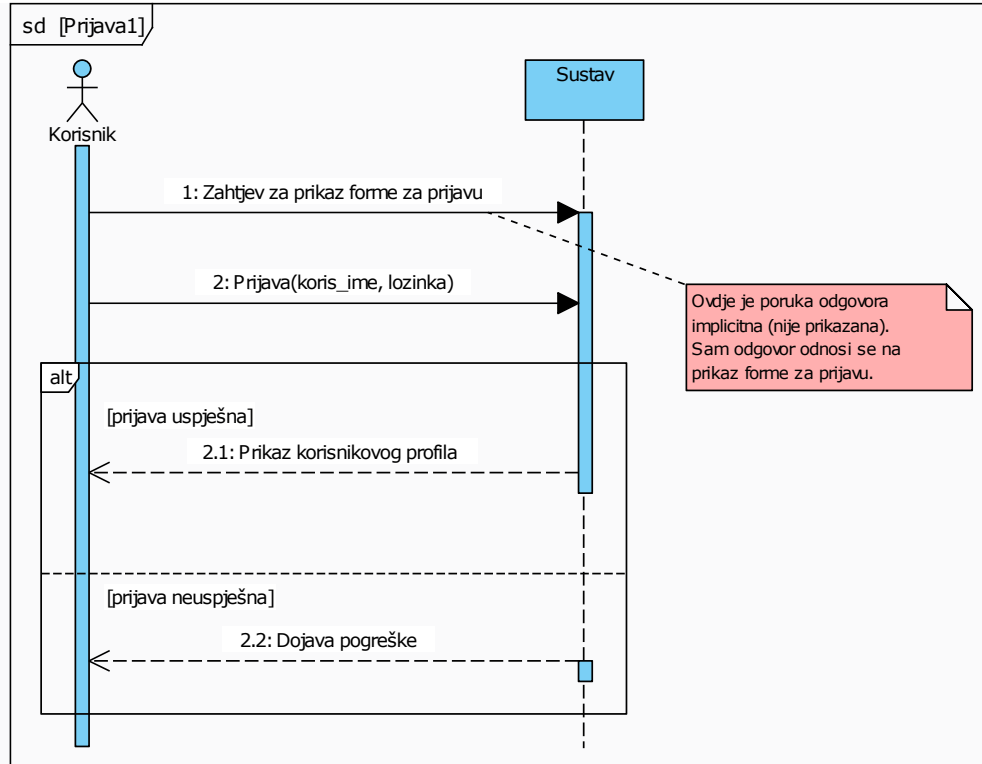 sd [Prijava1]
Korisnik
Sustav
1: Zahtjev za prikaz forme za prijavu
2: Prijava(koris_ime, lozinka)
Ovdje je poruka odgovora
implicitna (nije prikazana).
Sam odgovor odnosi se na
prikaz forme za prijavu.
alt
[prijava uspješna]
2.1: Prikaz korisnikovog profila
[prijava neuspješna]
2.2: Dojava pogreške